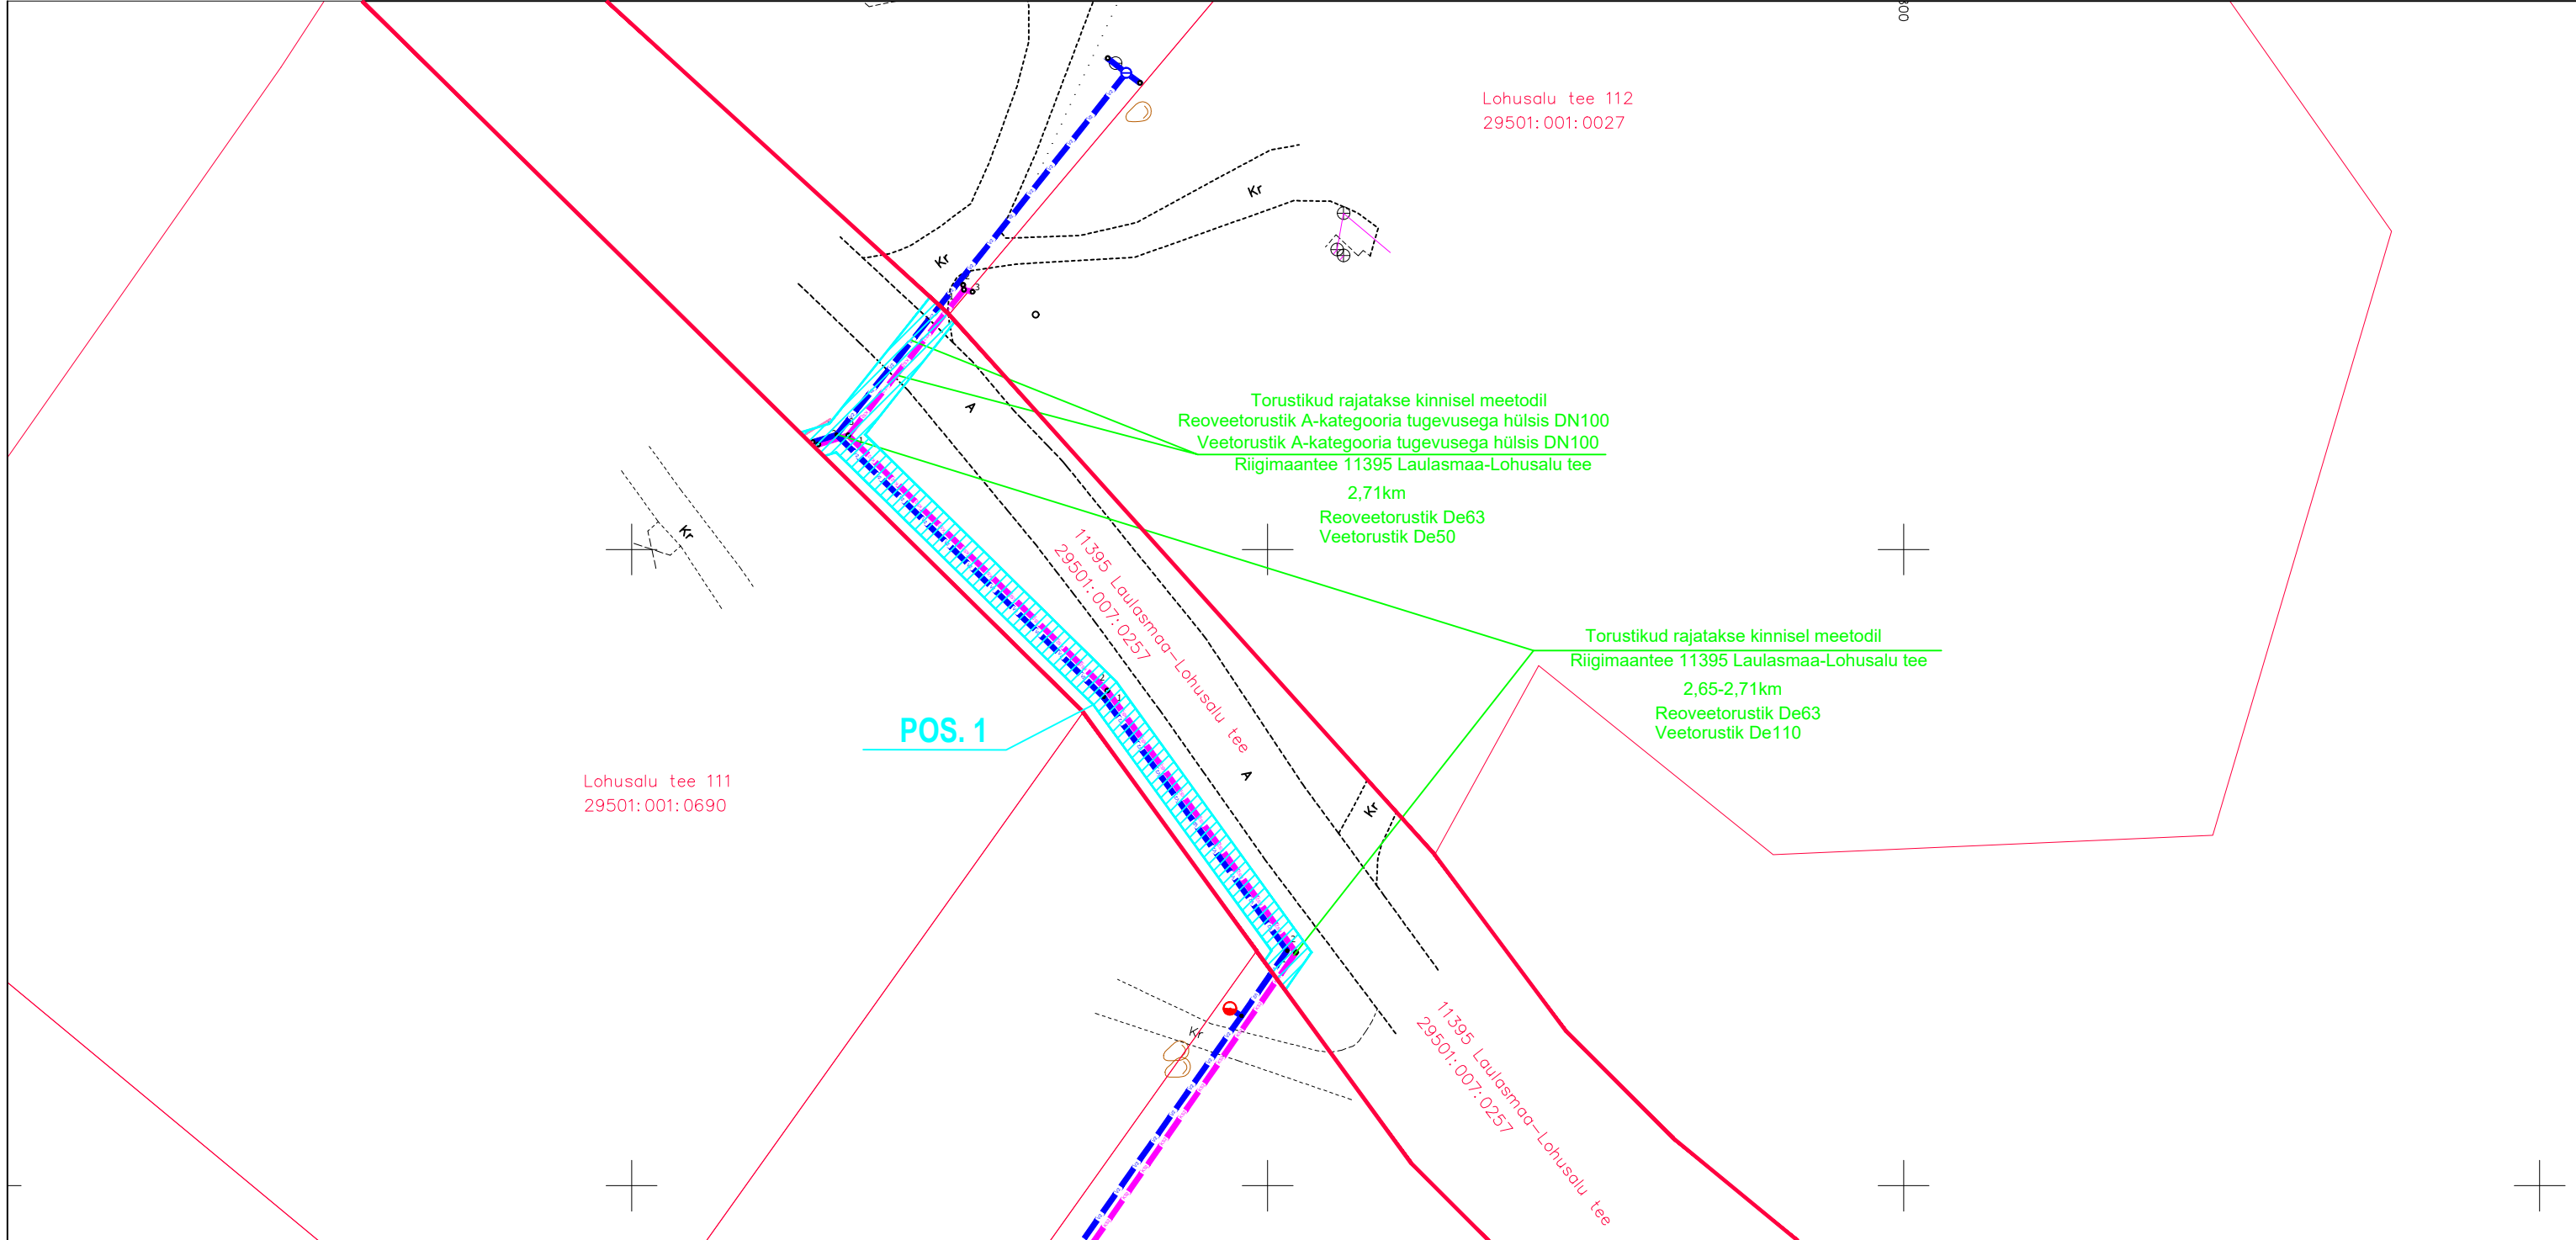 800
Lohusalu tee 112
29501:001:0027
Kr
Kr
3
A
Torustikud rajatakse kinnisel meetodil
Reoveetorustik A-kategooria tugevusega hülsis DN100
Veetorustik A-kategooria tugevusega hülsis DN100
Riigimaantee 11395 Laulasmaa-Lohusalu tee
2,71km
Reoveetorustik De63
Veetorustik De50
Kr
11395 Laulasmaa-Lohusalu tee
29501:007:0257
Torustikud rajatakse kinnisel meetodil
Riigimaantee 11395 Laulasmaa-Lohusalu tee
2,65-2,71km
Reoveetorustik De63
Veetorustik De110
POS. 1
A
Lohusalu tee 111
29501:001:0690
Kr
2
Kr
11395 Laulasmaa-Lohusalu tee
29501:007:0257